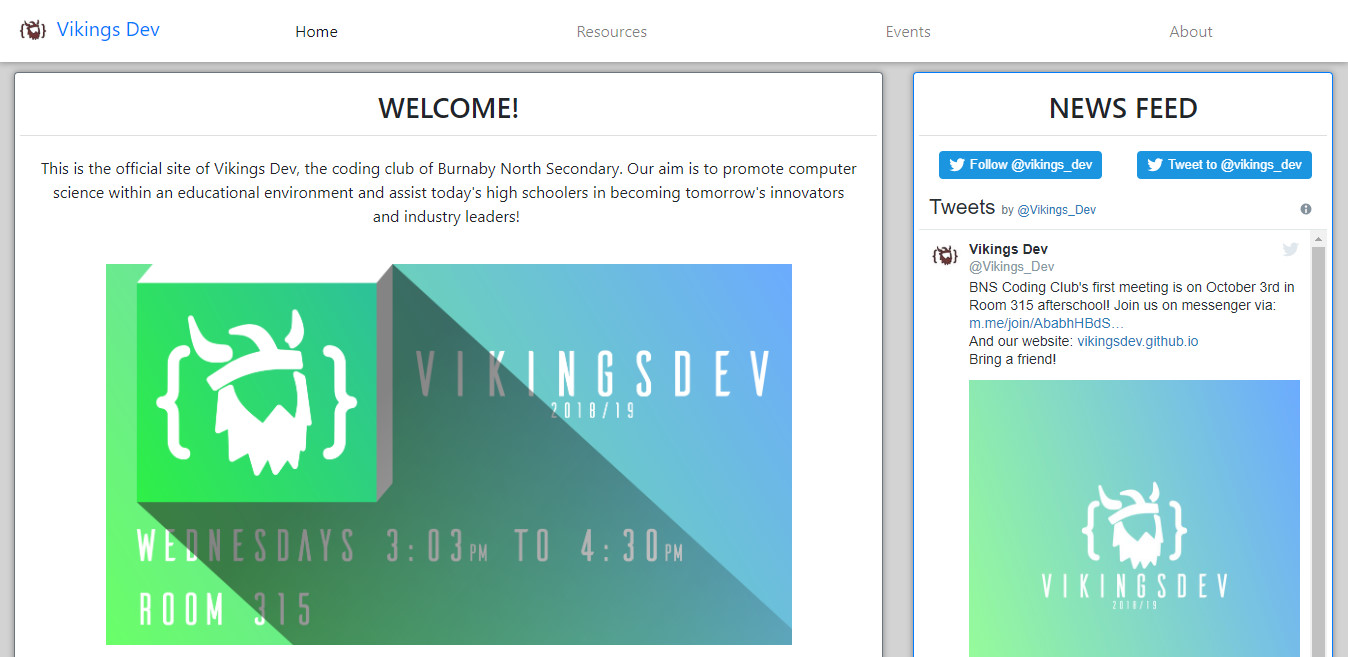 Vikings Dev
Home
Resources
Events
About
WELCOME!
This is the official site of Vikings Dev, the coding club of Burnaby North Secondary. Our aim is to promote computer
science within an educational environment and assist today's high schoolers in becoming tomorrow's innovators
and industry leaders!
VIKINGSDEV
2018/19
WEDNESDAYS 3:03PM TO 4:30PM
ROOM 315
NEWS FEED
Follow @vikings_dev
Tweet to @vikings_dev
Tweets by @Vikings_Dev
Vikings Dev
@Vikings_Dev
BNS Coding Club's first meeting is on October 3rd in
Room 315 afterschool! Join us on messenger via:
m.me/join/AbabhHBdS…
And our website: vikingsdev.github.io
Bring a friend!
VIKINGSDEV
2018/19